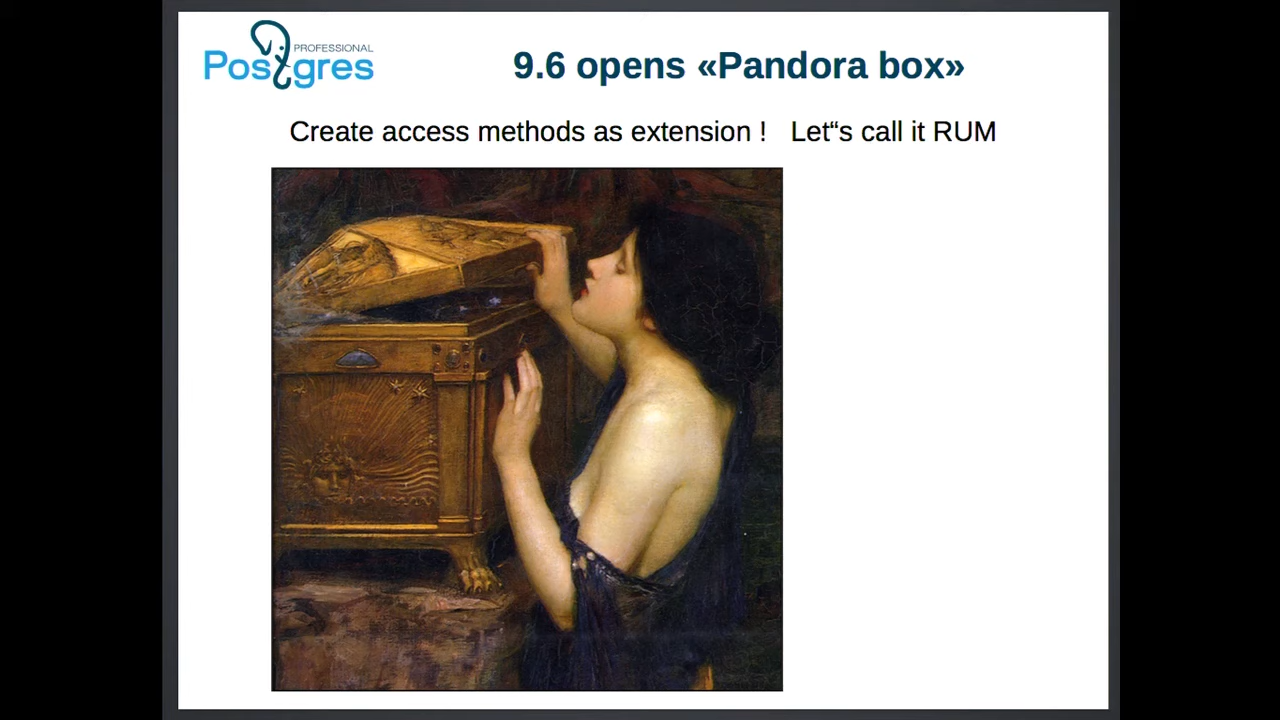 PROFESSIONAL
Postgres
9.6 opens «Pandora box»
Create access methods as extension ! Let“s call it RUM